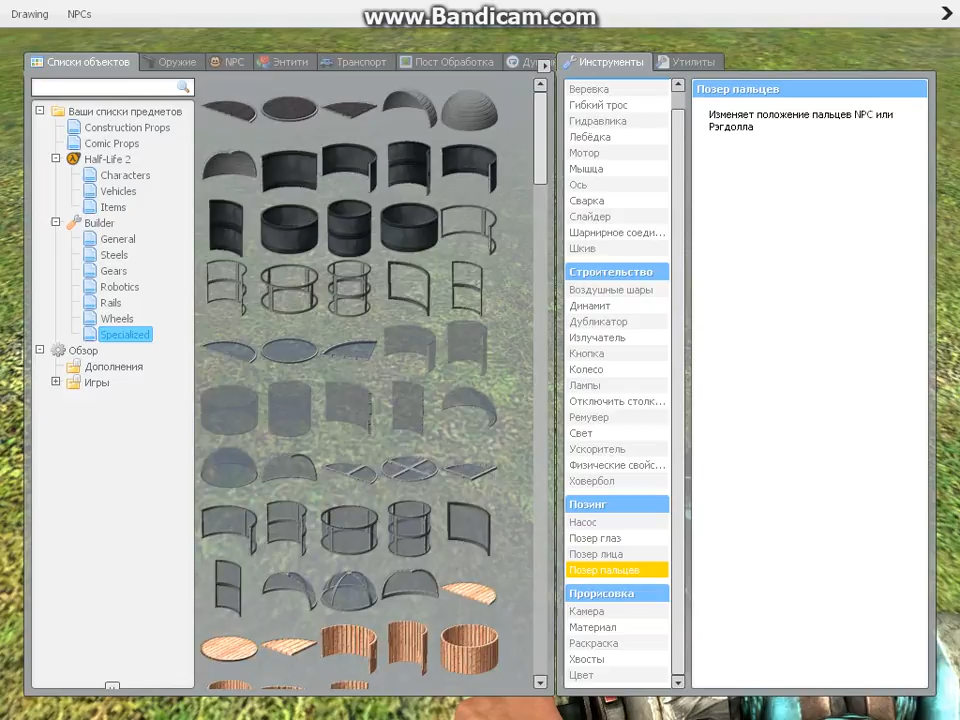 Drawing NPCs
www.Bandicam.com
Списки объектов Оружие NPC Энтити Транспорт Пост Обработка
Ваши списки предметов
Construction Props
Comic Props
Half-Life 2
Characters
Vehicles
Items
Builder
General
Steels
Gears
Robotics
Rails
Wheels
Specialized
Обзор
Дополнения
Игры
Инструменты Утилиты
Веревка
Гибкий трос
Гидравлика
Лебёдка
Мотор
Мышца
Ось
Сварка
Слайдер
Шарнирное соеди...
Шкив
Строительство
Воздушные шары
Динамит
Дубликатор
Излучатель
Кнопка
Колесо
Лампы
Отключить столк...
Ремувер
Свет
Ускоритель
Физические свойс...
Ховербол
Позинг
Насос
Позер глаз
Позер лица
Позер пальцев
Прорисовка
Камера
Материал
Раскраска
Хвосты
Цвет
Позер пальцев
Изменяет положение пальцев NPC или
Рэгдолла